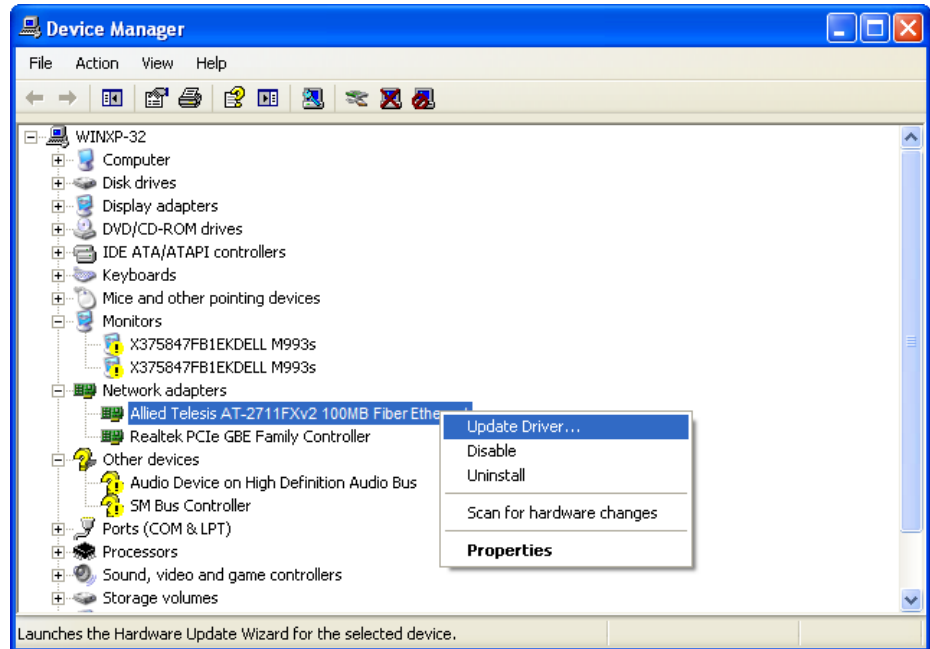 Device Manager
File Action View Help
WINXP-32
Computer
Disk drives
Display adapters
DVD/CD-ROM drives
IDE ATA/ATAPI controllers
Keyboards
Mice and other pointing devices
Monitors
X375847FB1EKDELL M993s
X375847FB1EKDELL M993s
Network adapters
Allied Telesis AT-2711FXv2 100MB Fiber
Realtek PCIe GBE Family Controller
Other devices
Audio Device on High Definition Audio Bus
SM Bus Controller
Ports (COM & LPT)
Processors
Sound, video and game controllers
Storage volumes
Update Driver...
Disable
Uninstall
Scan for hardware changes
Properties
Launches the Hardware Update Wizard for the selected device.